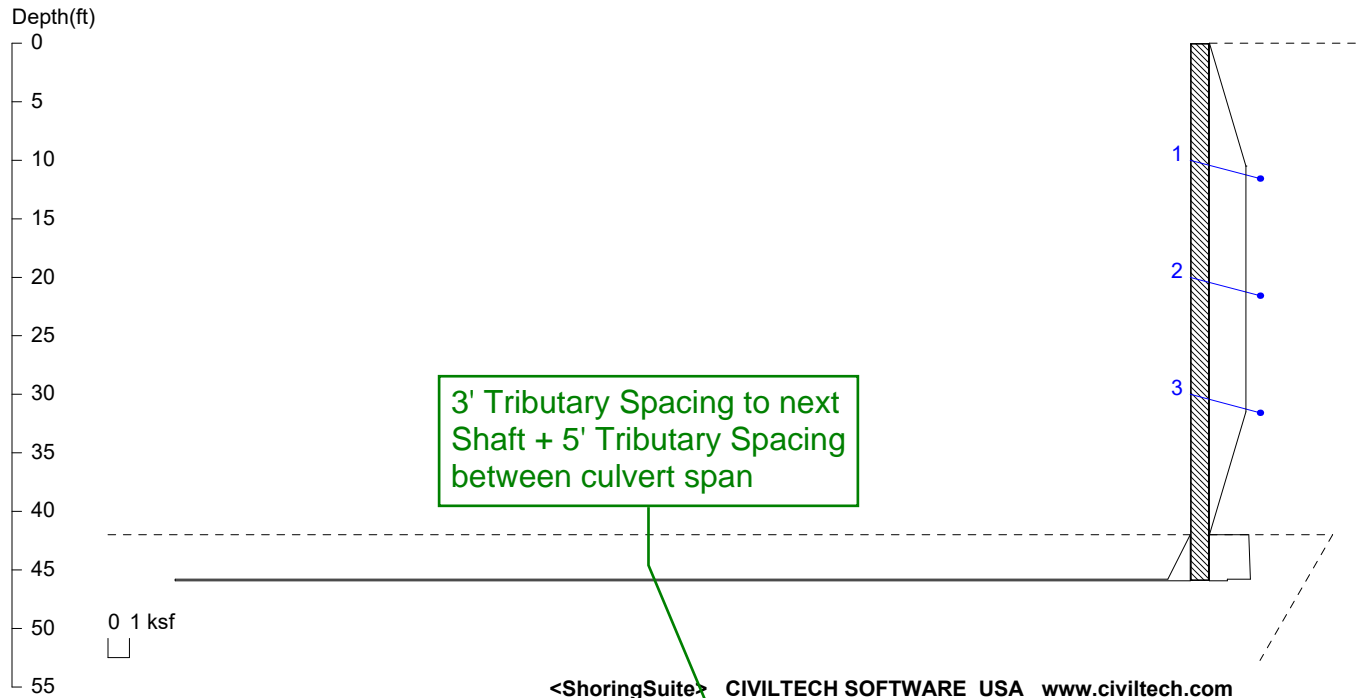 Depth(ft)
0
5
10
15
20
25
30
35
40
45
50
55
1
2
3
3' Tributary Spacing to next
Shaft + 5' Tributary Spacing
between culvert span
0 1 ksf
<ShoringSuite> CIVILTECH SOFTWARE USA www.civiltech.com